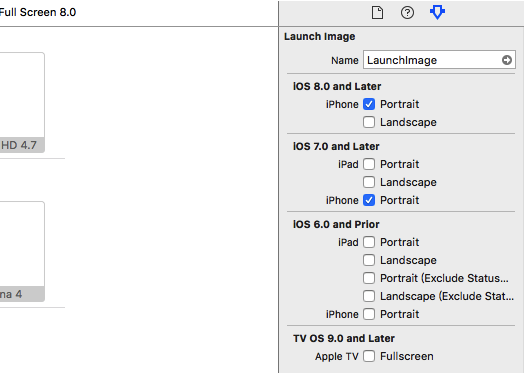 Full Screen 8.0
HD 4.7
na 4
Launch Image
Name LaunchImage
iOS 8.0 and Later
iPhone Portrait
Landscape
iOS 7.0 and Later
iPad Portrait
Landscape
iPhone Portrait
iOS 6.0 and Prior
iPad Portrait
Landscape
Portrait (Exclude Status...
Landscape (Exclude Stat...
iPhone Portrait
TV OS 9.0 and Later
Apple TV Fullscreen